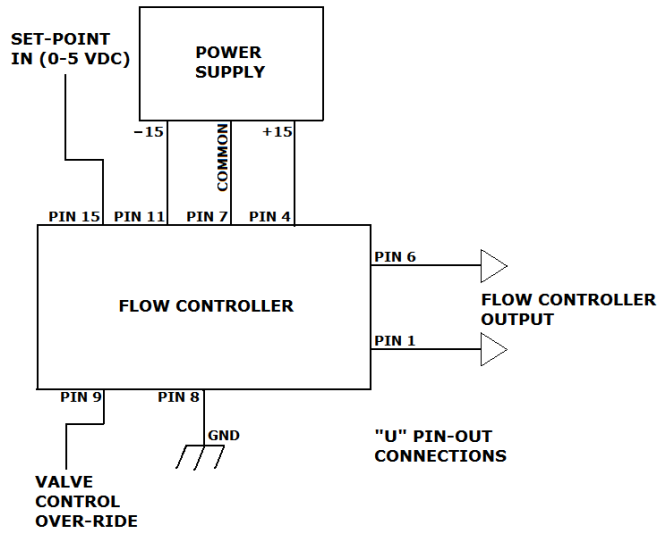 SET-POINT
IN (0-5 VDC)
POWER
SUPPLY
−15
COMMON
+15
PIN 15
PIN 11
PIN 7
PIN 4
FLOW CONTROLLER
PIN 6
FLOW CONTROLLER
OUTPUT
PIN 1
PIN 9
PIN 8
GND
VALVE
CONTROL
OVER-RIDE
"U" PIN-OUT
CONNECTIONS